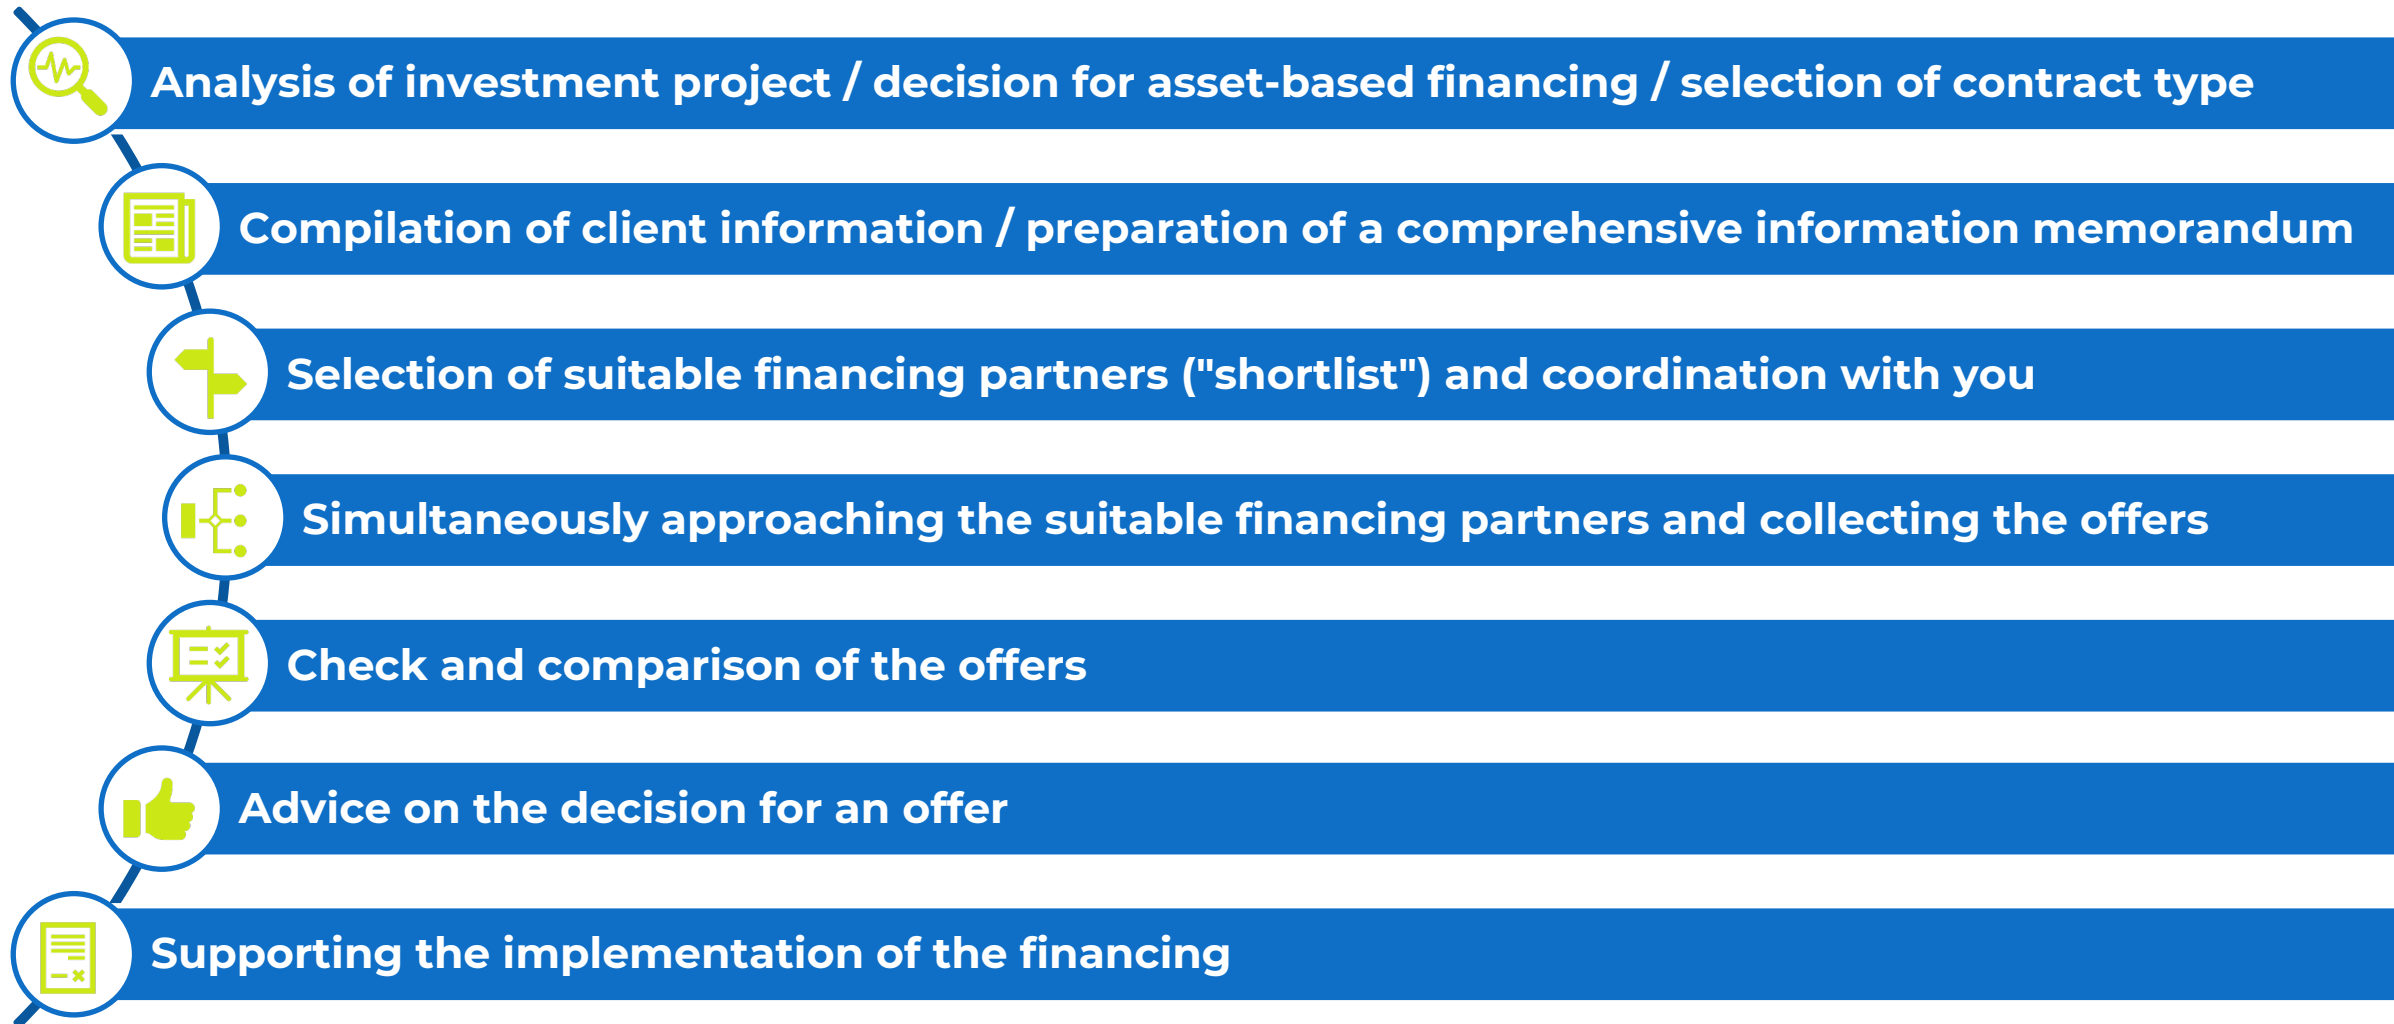 Analysis of investment project / decision for asset-based financing / selection of contract type
Compilation of client information / preparation of a comprehensive information memorandum
Selection of suitable financing partners ("shortlist") and coordination with you
Simultaneously approaching the suitable financing partners and collecting the offers
Check and comparison of the offers
Advice on the decision for an offer
Supporting the implementation of the financing